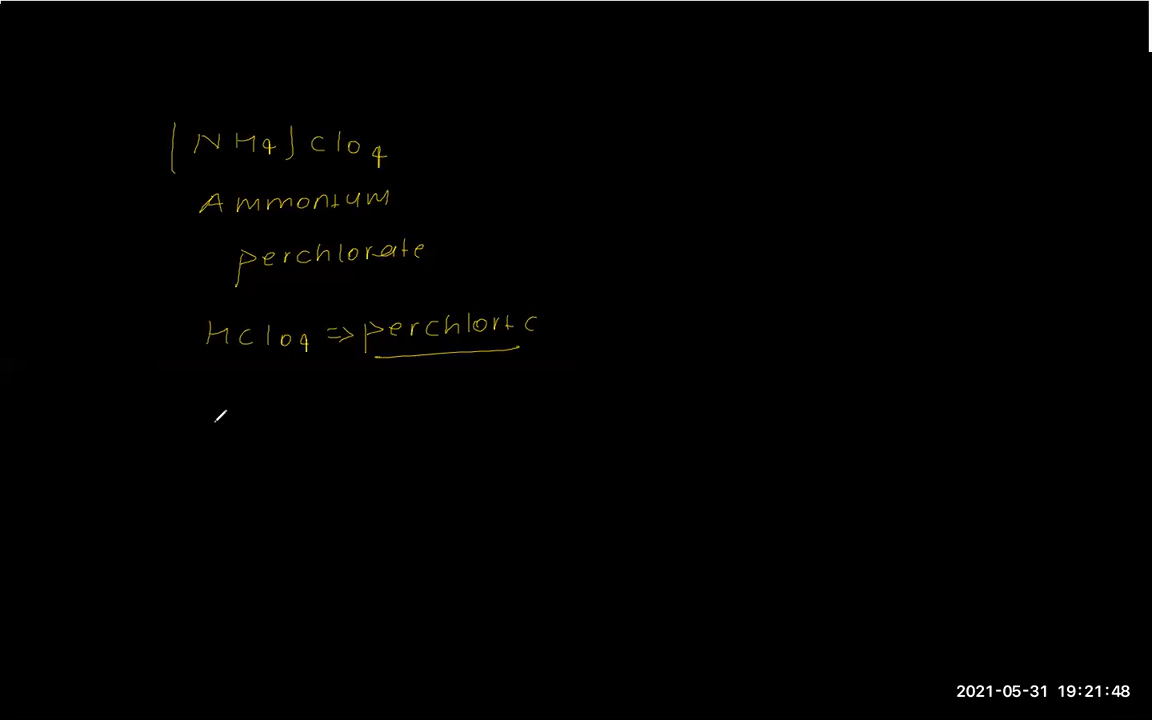 [NH4]ClO4
Ammonium
perchlorate
HClO4 => perchloric
2021-05-31 19:21:48